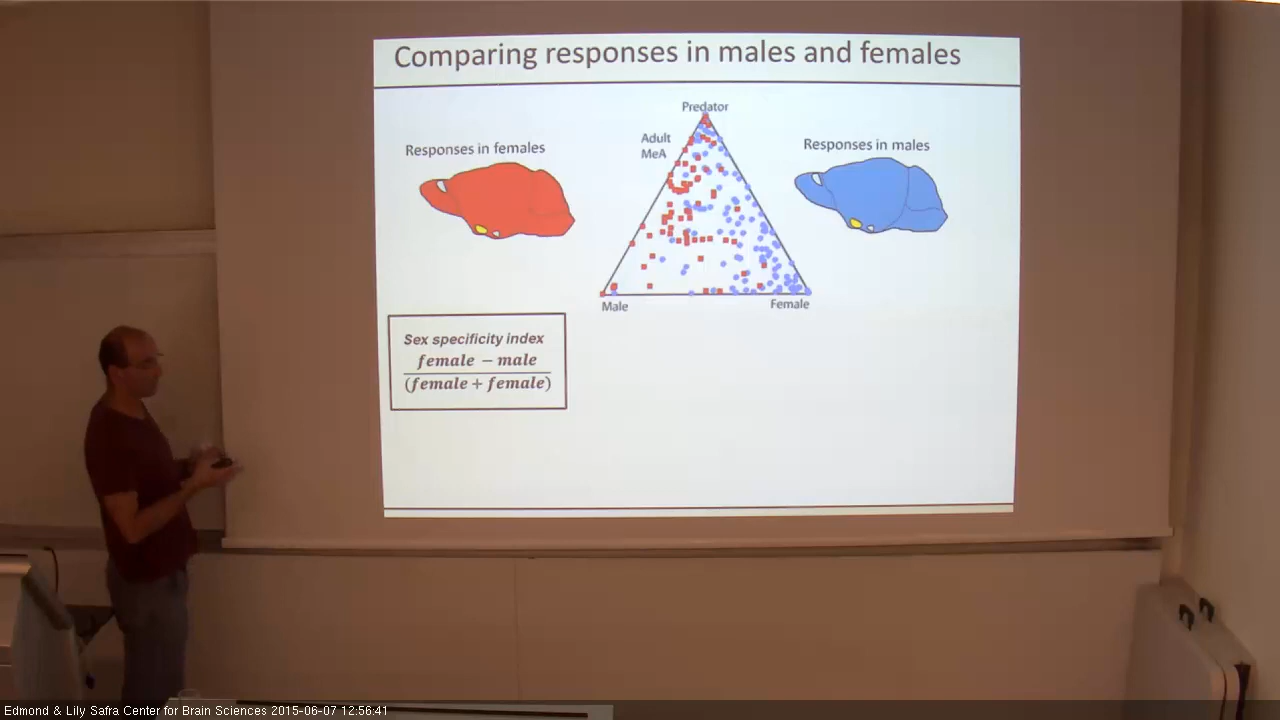 Comparing responses in males and females
Predator
Adult
MeA
Responses in females
Responses in males
Male
Female
Sex specificity index
female − male
(female + female)
Edmond & Lily Safra Center for Brain Sciences 2015-06-07 12:56:41